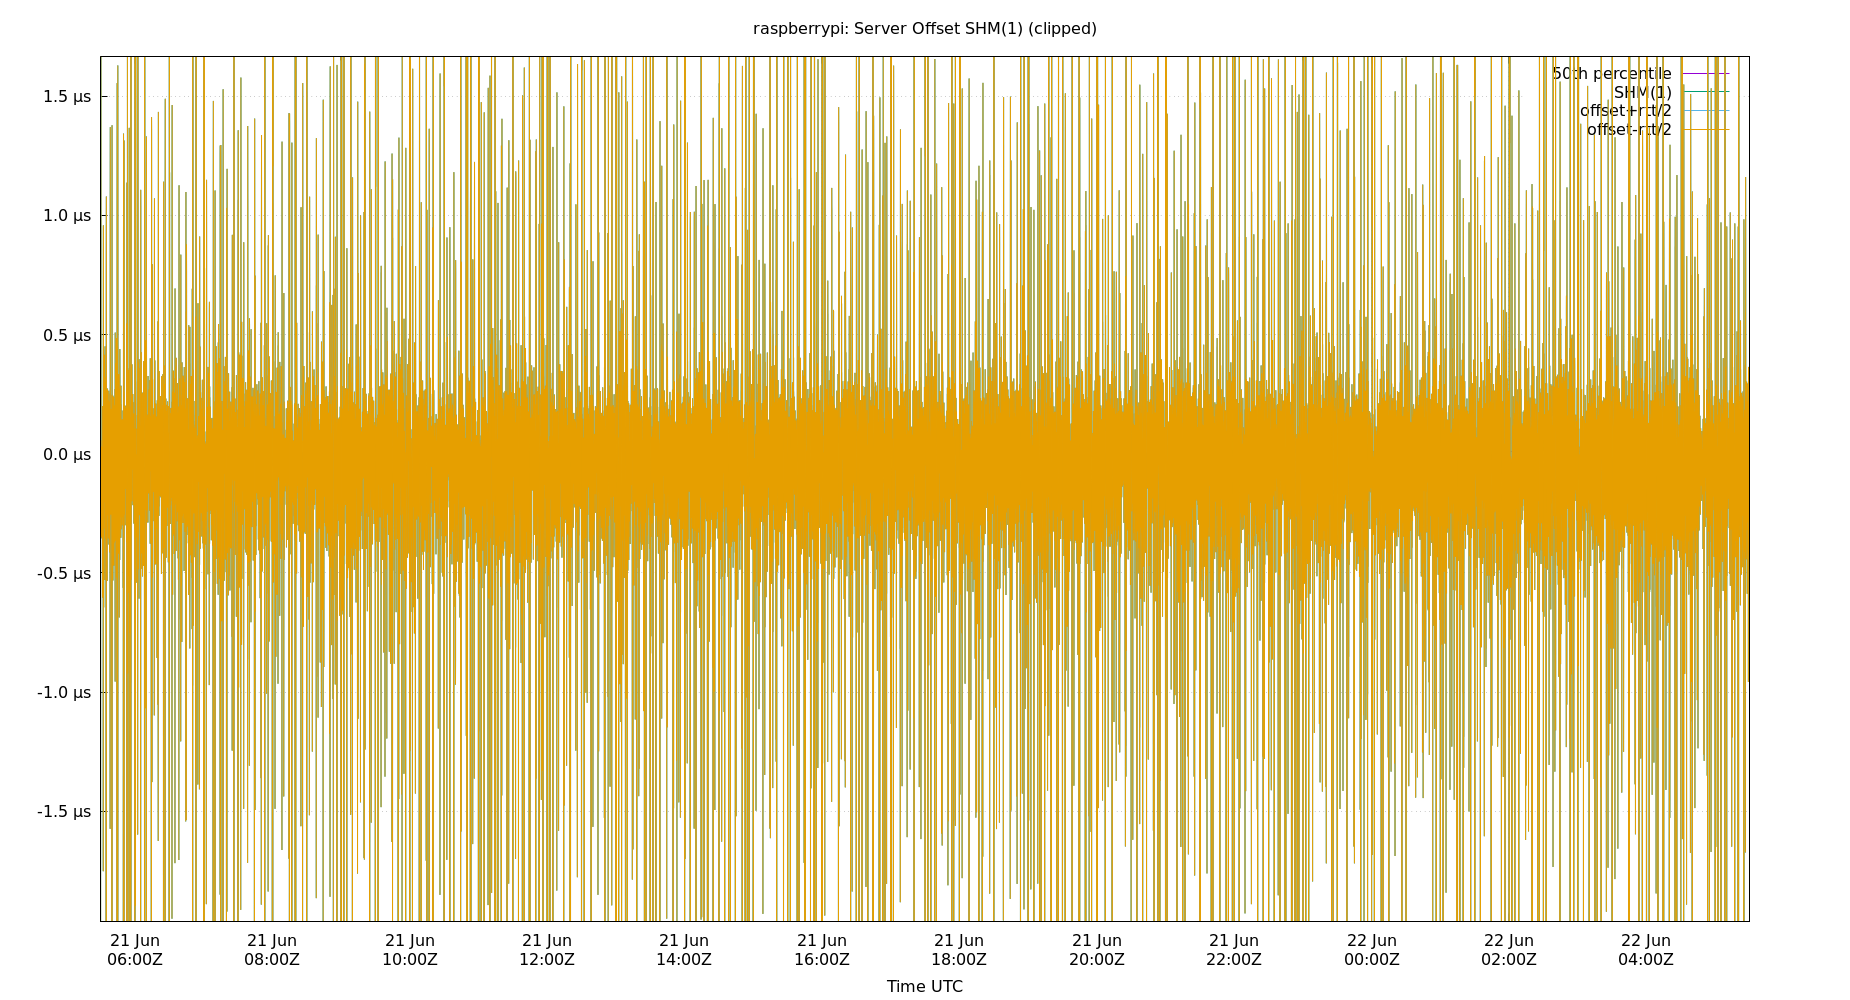 raspberrypi: Server Offset SHM(1) (clipped)
50th percentile
SHM(1)
offset+rtt/2
offset-rtt/2
1.5 µs
1.0 µs
0.5 µs
0.0 µs
-0.5 µs
-1.0 µs
-1.5 µs
21 Jun 21 Jun 21 Jun 21 Jun 21 Jun 21 Jun 21 Jun 21 Jun 21 Jun 22 Jun 22 Jun 22 Jun
06:00Z 08:00Z 10:00Z 12:00Z 14:00Z 16:00Z 18:00Z 20:00Z 22:00Z 00:00Z 02:00Z 04:00Z
Time UTC